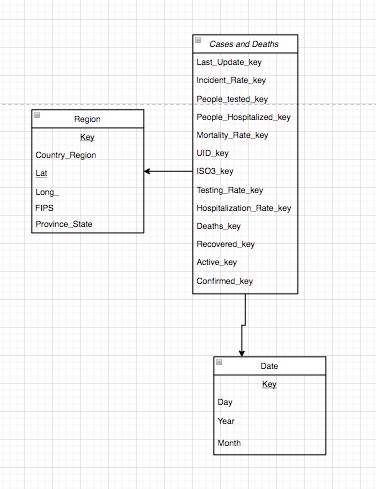 Cases and Deaths
Last_Update_key
Incident_Rate_key
People_tested_key
People_Hospitalized_key
Mortality_Rate_key
UID_key
ISO3_key
Testing_Rate_key
Hospitalization_Rate_key
Deaths_key
Recovered_key
Active_key
Confirmed_key
Region
Key
Country_Region
Lat
Long_
FIPS
Province_State
Date
Key
Day
Year
Month